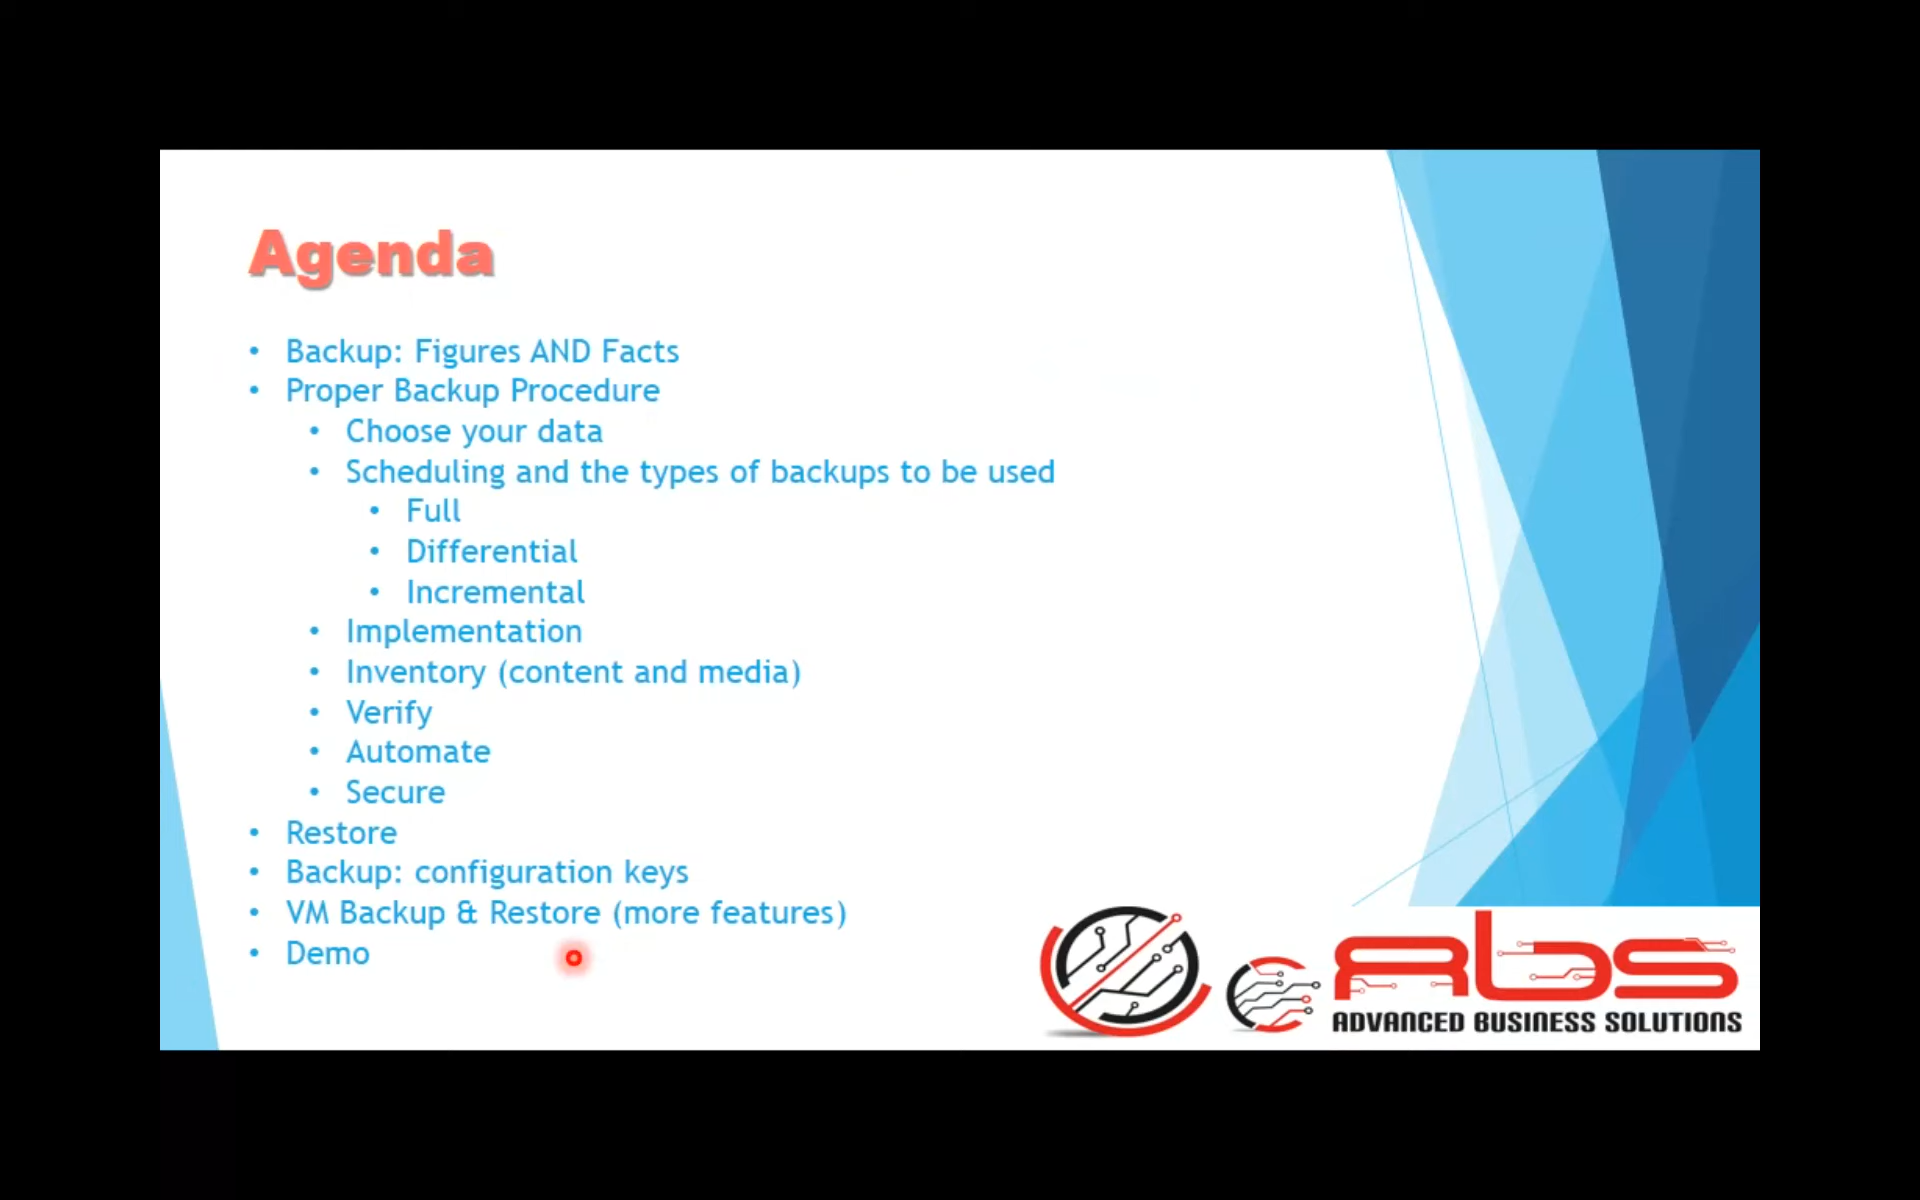 Agenda
• Backup: Figures AND Facts
• Proper Backup Procedure
• Choose your data
• Scheduling and the types of backups to be used
• Full
• Differential
• Incremental
• Implementation
• Inventory (content and media)
• Verify
• Automate
• Secure
• Restore
• Backup: configuration keys
• VM Backup & Restore (more features)
• Demo
Abs
ADVANCED BUSINESS SOLUTIONS